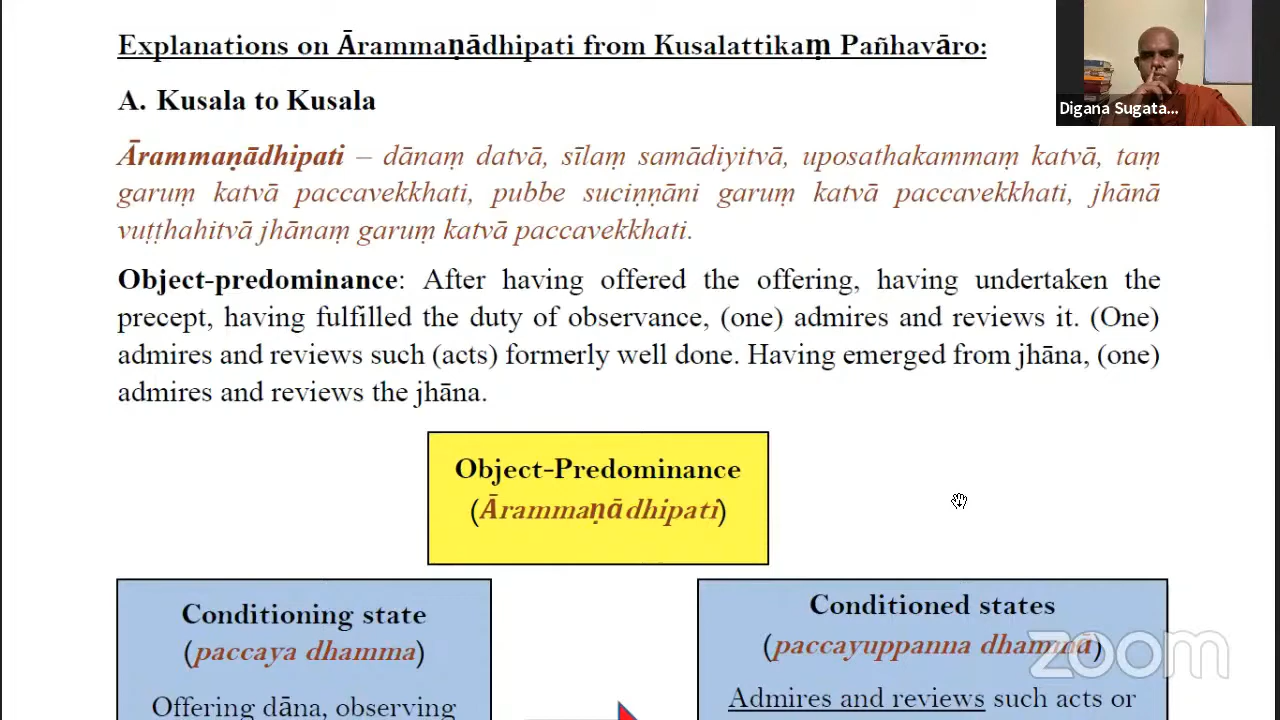 Explanations on Ārammaṇādhipati from Kusalattikaṃ Pañhavāro:
Digana Sugata...
A. Kusala to Kusala
Ārammaṇādhipati – dānaṃ datvā, sīlaṃ samādiyitvā, uposathakammaṃ katvā, taṃ
garuṃ katvā paccavekkhati, pubbe suciṇṇāni garuṃ katvā paccavekkhati, jhānā
vuṭṭhahitvā jhānaṃ garuṃ katvā paccavekkhati.
Object-predominance: After having offered the offering, having undertaken the
precept, having fulfilled the duty of observance, (one) admires and reviews it. (One)
admires and reviews such (acts) formerly well done. Having emerged from jhāna, (one)
admires and reviews the jhāna.
Object-Predominance
(Ārammaṇādhipati)
Conditioning state
(paccaya dhamma)
Offering dāna, observing
Conditioned states
(paccayuppanna dhammā)
Admires and reviews such acts or
zoom